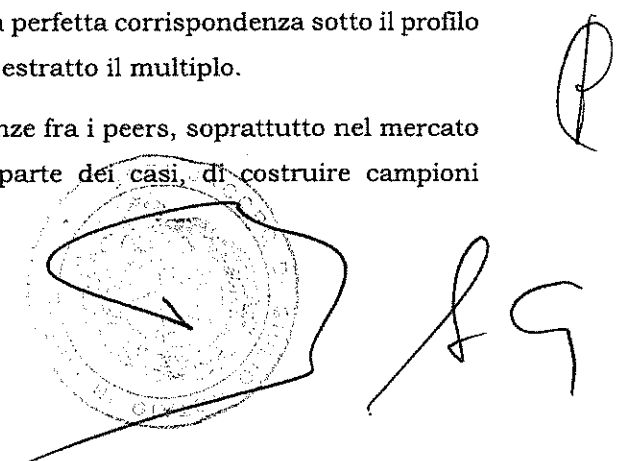 a perfetta corrispondenza sotto il profilo
estratto il multiplo.
nze fra i peers, soprattutto nel mercato
parte dei casi, di costruire campioni